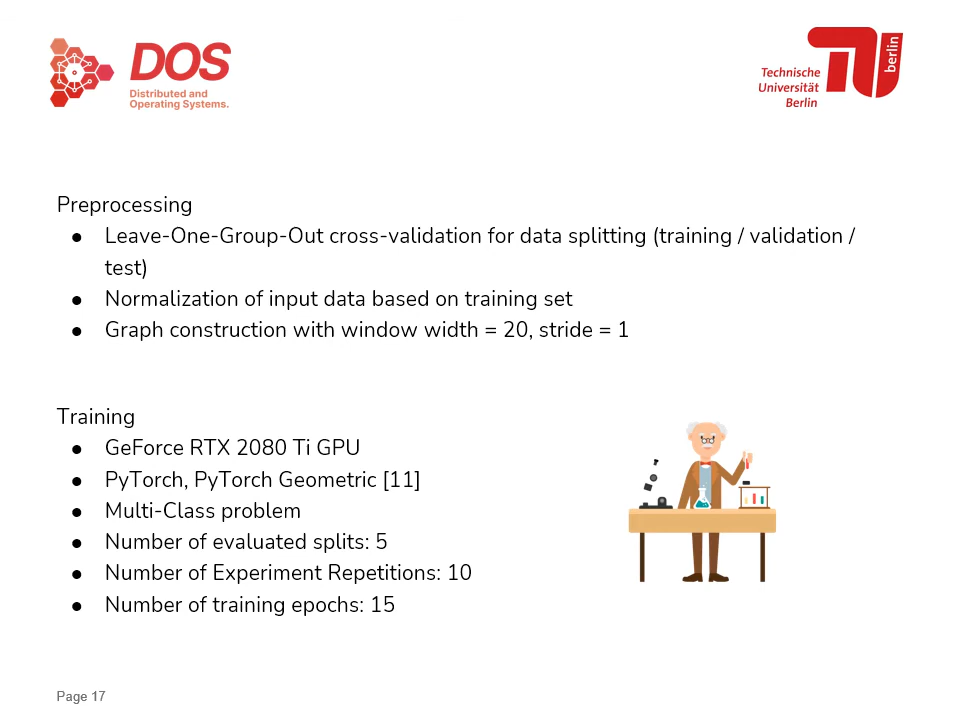 DOS
Distributed and
Operating Systems.
Technische
Universität
Berlin
berlin
Preprocessing
● Leave-One-Group-Out cross-validation for data splitting (training / validation /
test)
● Normalization of input data based on training set
● Graph construction with window width = 20, stride = 1
Training
● GeForce RTX 2080 Ti GPU
● PyTorch, PyTorch Geometric [11]
● Multi-Class problem
● Number of evaluated splits: 5
● Number of Experiment Repetitions: 10
● Number of training epochs: 15
Page 17